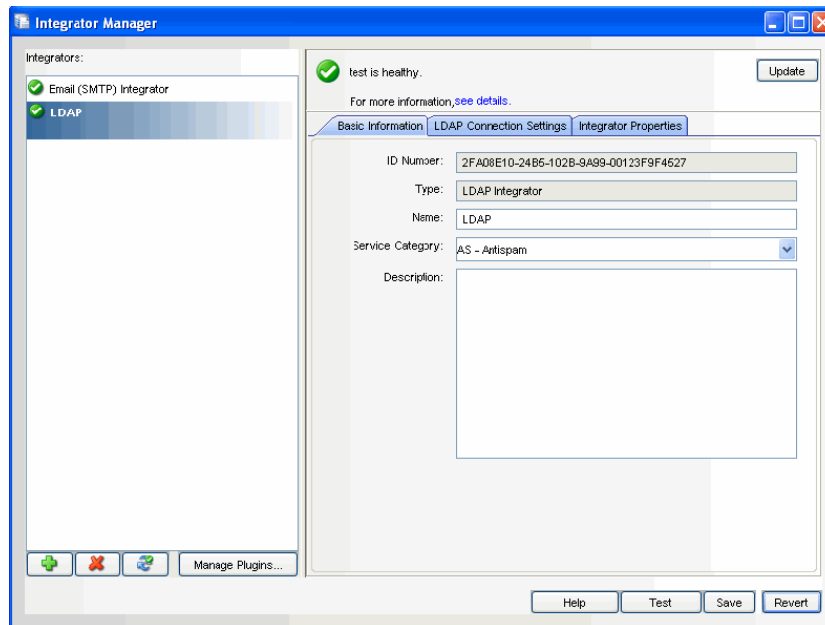 Integrator Manager
Integrators:
Email (SMTP) Integrator
LDAP
test is healthy.
Update
For more information,see details.
Basic Information
LDAP Connection Settings
Integrator Properties
ID Number:
2FA08E10-24B5-102B-9A99-00123F9F4527
Type:
LDAP Integrator
Name:
LDAP
Service Category:
AS - Antispam
Description:
Manage Plugins...
Help
Test
Save
Revert